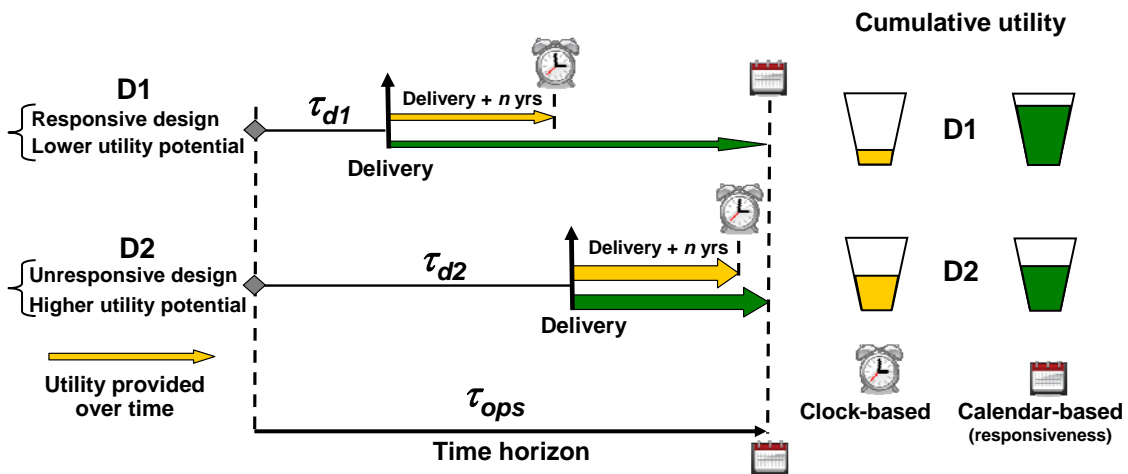 Cumulative utility
D1
Responsive design
Lower utility potential
τd1
Delivery + n yrs
Delivery
D1
D2
Unresponsive design
Higher utility potential
τd2
Delivery + n yrs
Delivery
D2
Utility provided
over time
τops
Time horizon
Clock-based
Calendar-based
(responsiveness)